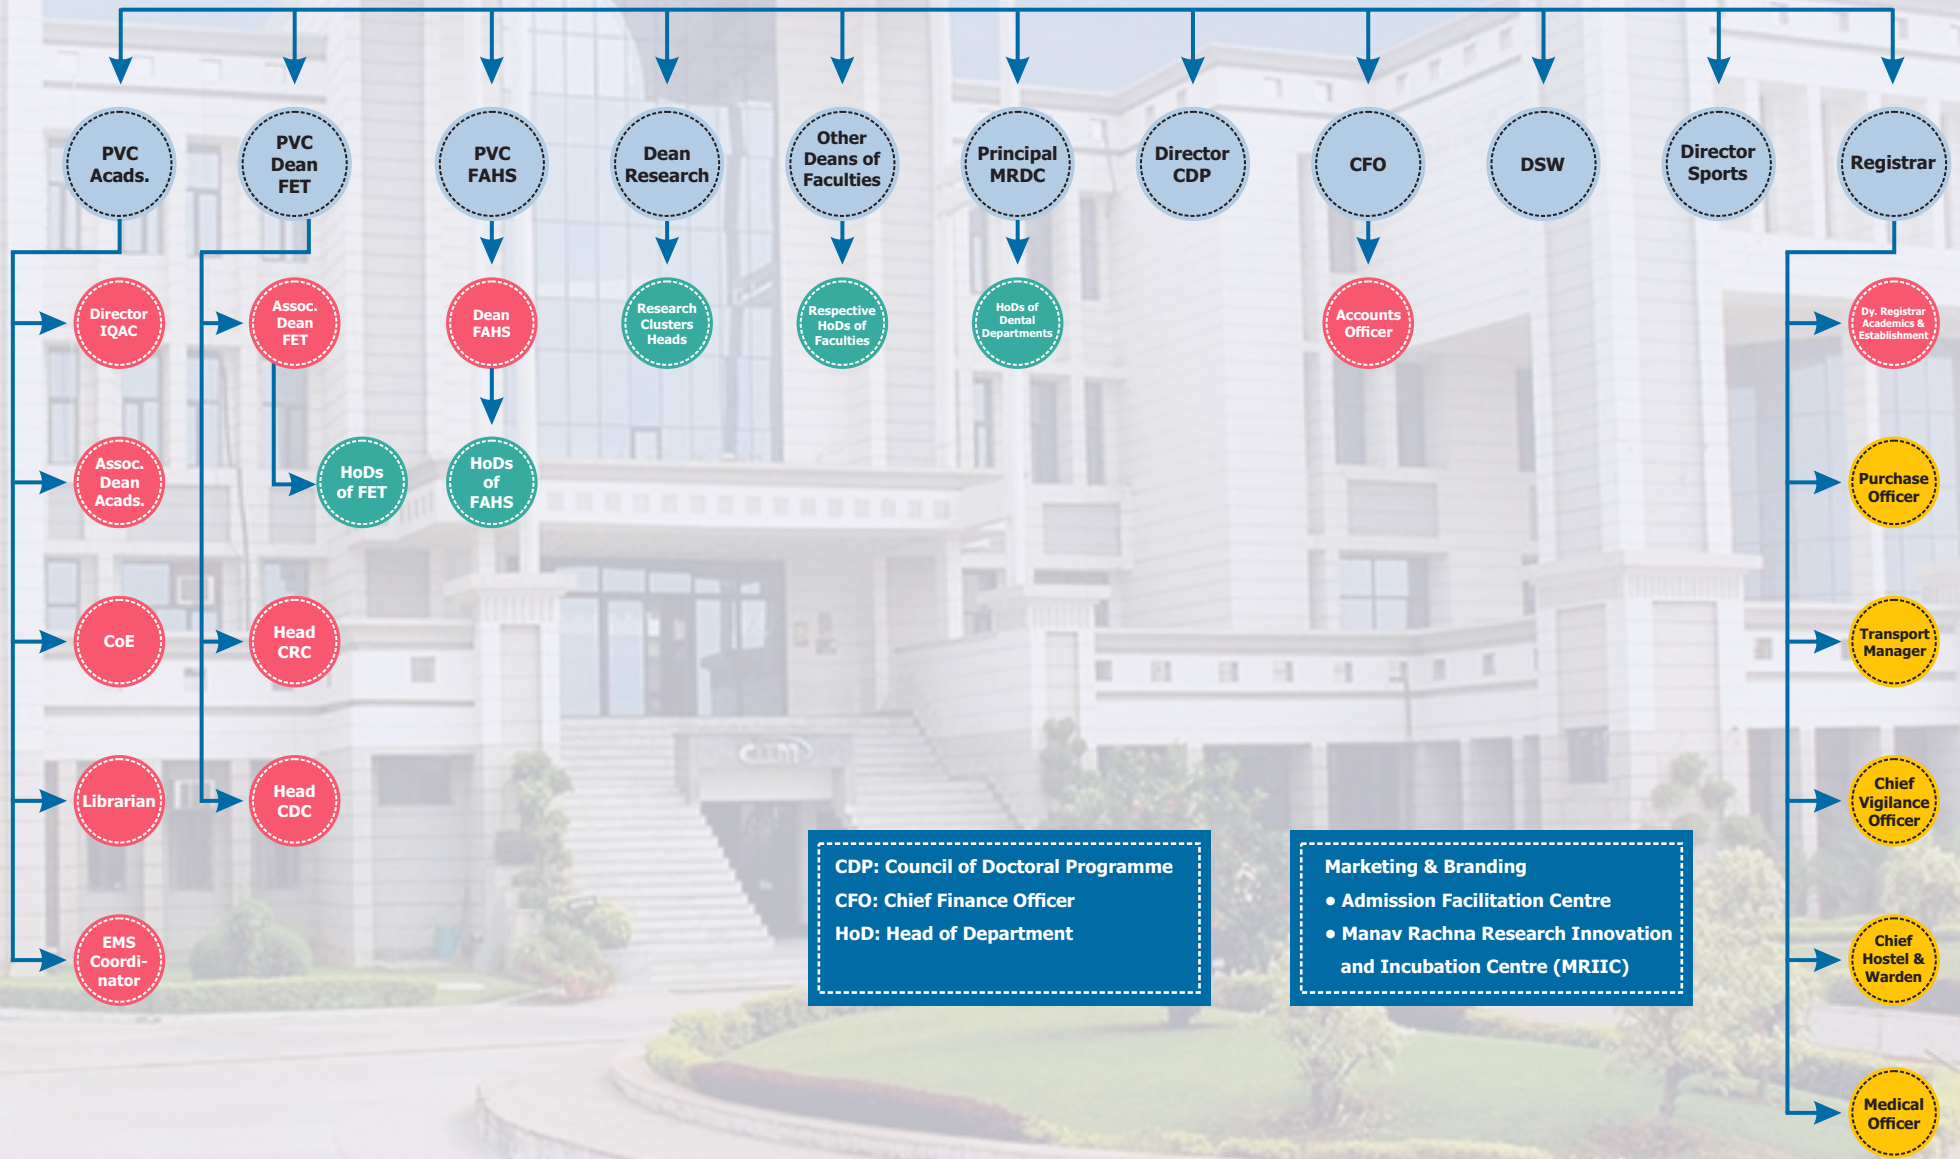 PVC
Acads.
PVC
Dean
FET
PVC
FAHS
Dean
Research
Other
Deans of
Faculties
Principal
MRDC
Director
CDP
CFO
DSW
Director
Sports
Registrar
Director
IQAC
Assoc.
Dean
FET
Dean
FAHS
Research
Clusters
Heads
Respective
HoDs of
Faculties
HoDs of
Dental
Departments
Accounts
Officer
Dy. Registrar
Academics &
Establishment
Assoc.
Dean
Acads.
HoDs
of FET
HoDs
of
FAHS
Purchase
Officer
CoE
Head
CRC
Transport
Manager
Librarian
Head
CDC
Chief
Vigilance
Officer
EMS
Coordi-
nator
CDP: Council of Doctoral Programme
CFO: Chief Finance Officer
HoD: Head of Department
Marketing & Branding
• Admission Facilitation Centre
• Manav Rachna Research Innovation
and Incubation Centre (MRIIC)
Chief
Hostel &
Warden
Medical
Officer